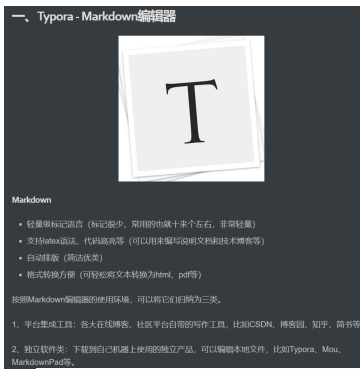 一、Typora - Markdown编辑器
T
Markdown
轻量级标记语言（标记很少，常用的也就十来个左右，非常轻量）
支持latex语法、代码高亮等（可以用来编写说明文档和技术博客等）
自动排版（简洁优美）
格式转换方便（可轻松将文本转换为html、pdf等）
按照Markdown编辑器的使用环境，可以将它们归纳为三类。
1、平台集成工具：各大在线博客、社区平台自带的写作工具，比如CSDN、博客园、知乎、简书等
2、独立软件类：下载到自己机器上使用的独立产品，可以编辑本地文件，比如Typora、Mou、
MarkdownPad等。